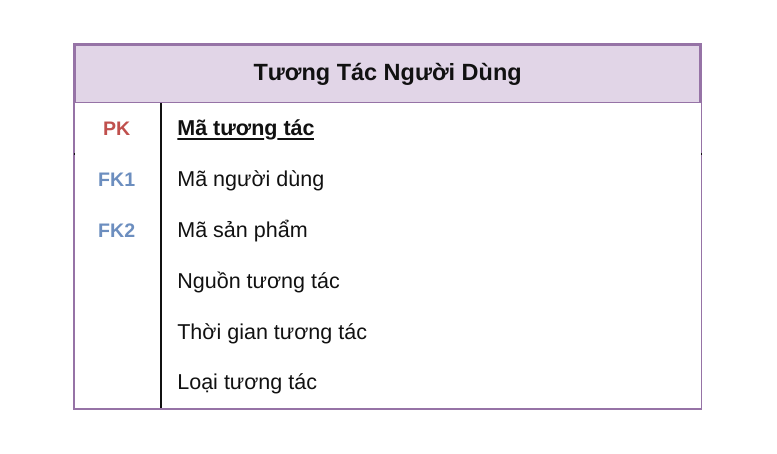 Tương Tác Người Dùng
PK Mã tương tác
FK1 Mã người dùng
FK2 Mã sản phẩm
Nguồn tương tác
Thời gian tương tác
Loại tương tác